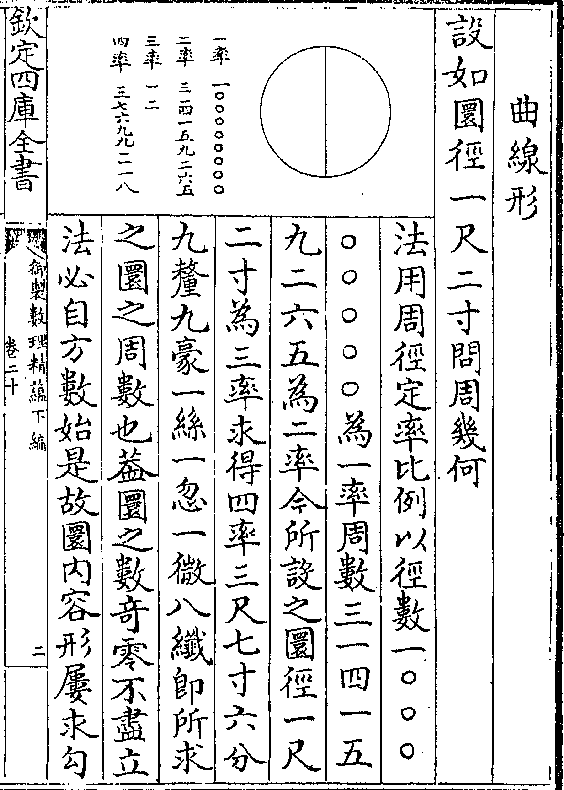 曲線形
設如圜徑一尺二寸問周幾何
一率 一〇〇〇〇〇〇〇〇
二率 三一四一五九二六五
三率 一二
四率 三七六九九一一一八
法用周徑定率比例以徑數一〇〇〇
〇〇〇〇〇為一率周數三一四一五
九二六五為二率今所設之圜徑一尺
二寸為三率求得四率三尺七寸六分
九釐九豪一絲一忽一微八纖即所求
之圜之周數也葢圜之數竒零不盡立
法必自方數始是故圜内容形屢求勾
欽定四庫全書
御製數理精藴下編
卷二十
二